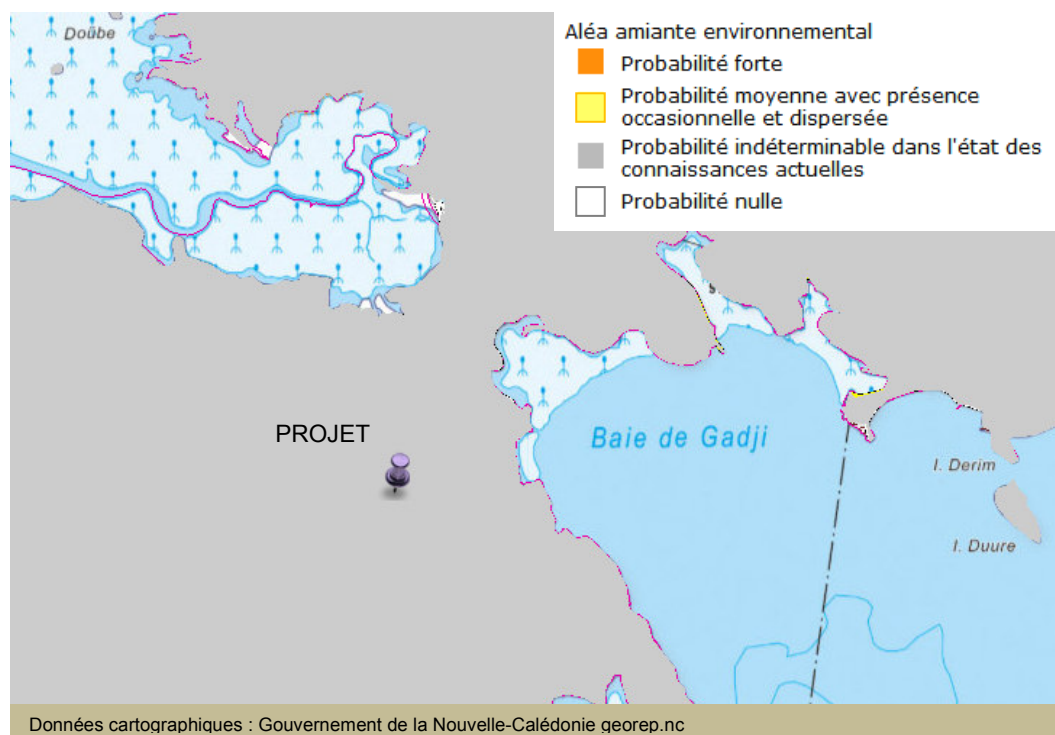 Doûbe
Aléa amiante environnemental
Probabilité forte
Probabilité moyenne avec présence
occasionnelle et dispersée
Probabilité indéterminable dans l'état des
connaissances actuelles
Probabilité nulle
PROJET
Baie de Gadji
I. Derim
I. Duure
Données cartographiques : Gouvernement de la Nouvelle-Calédonie georep.nc